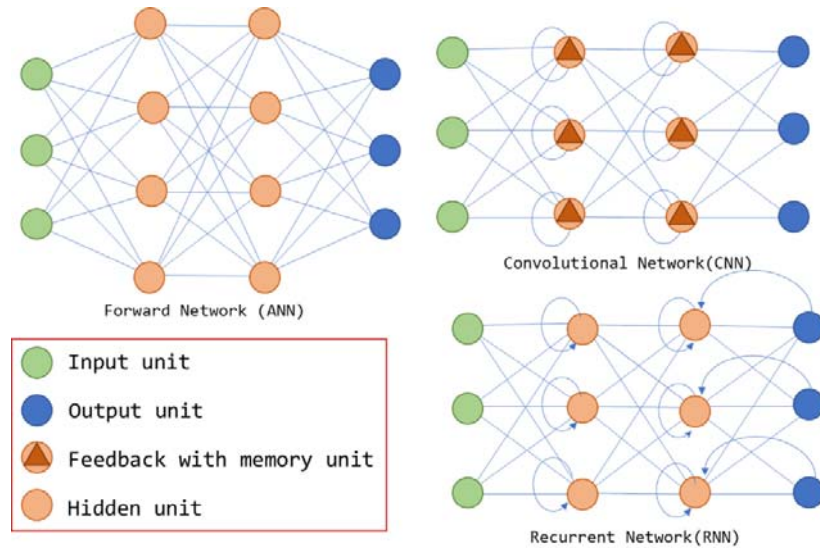 Forward Network (ANN)
Convolutional Network(CNN)
Input unit
Output unit
Feedback with memory unit
Hidden unit
Recurrent Network(RNN)